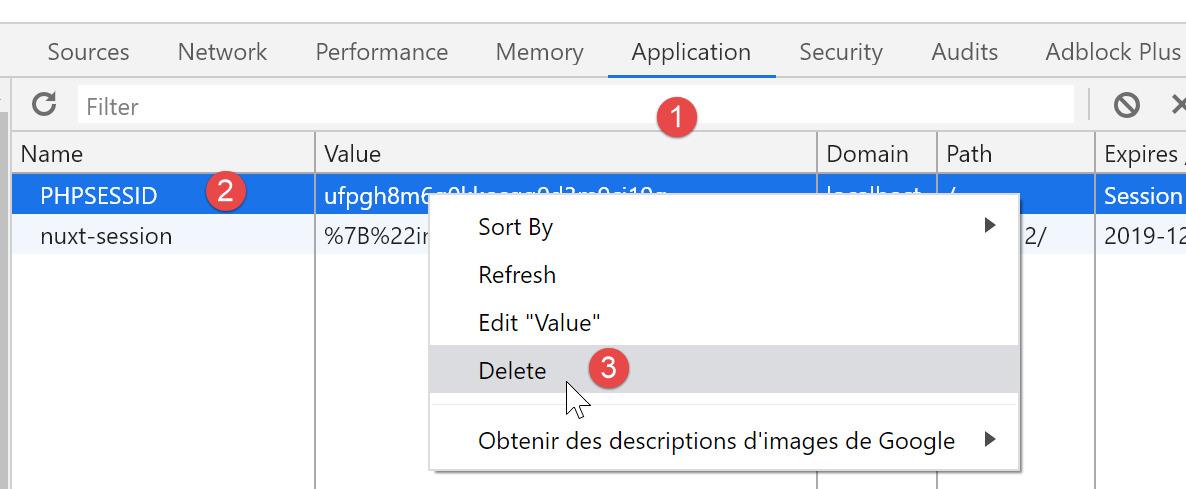 Sources Network Performance Memory Application Security Audits Adblock Plus
Filter
1
Name Value Domain Path Expires /
PHPSESSID 2 Session
nuxt-session %7B%22i 2/ 2019-12
Sort By
Refresh
Edit "Value"
Delete 3
Obtenir des descriptions d'images de Google